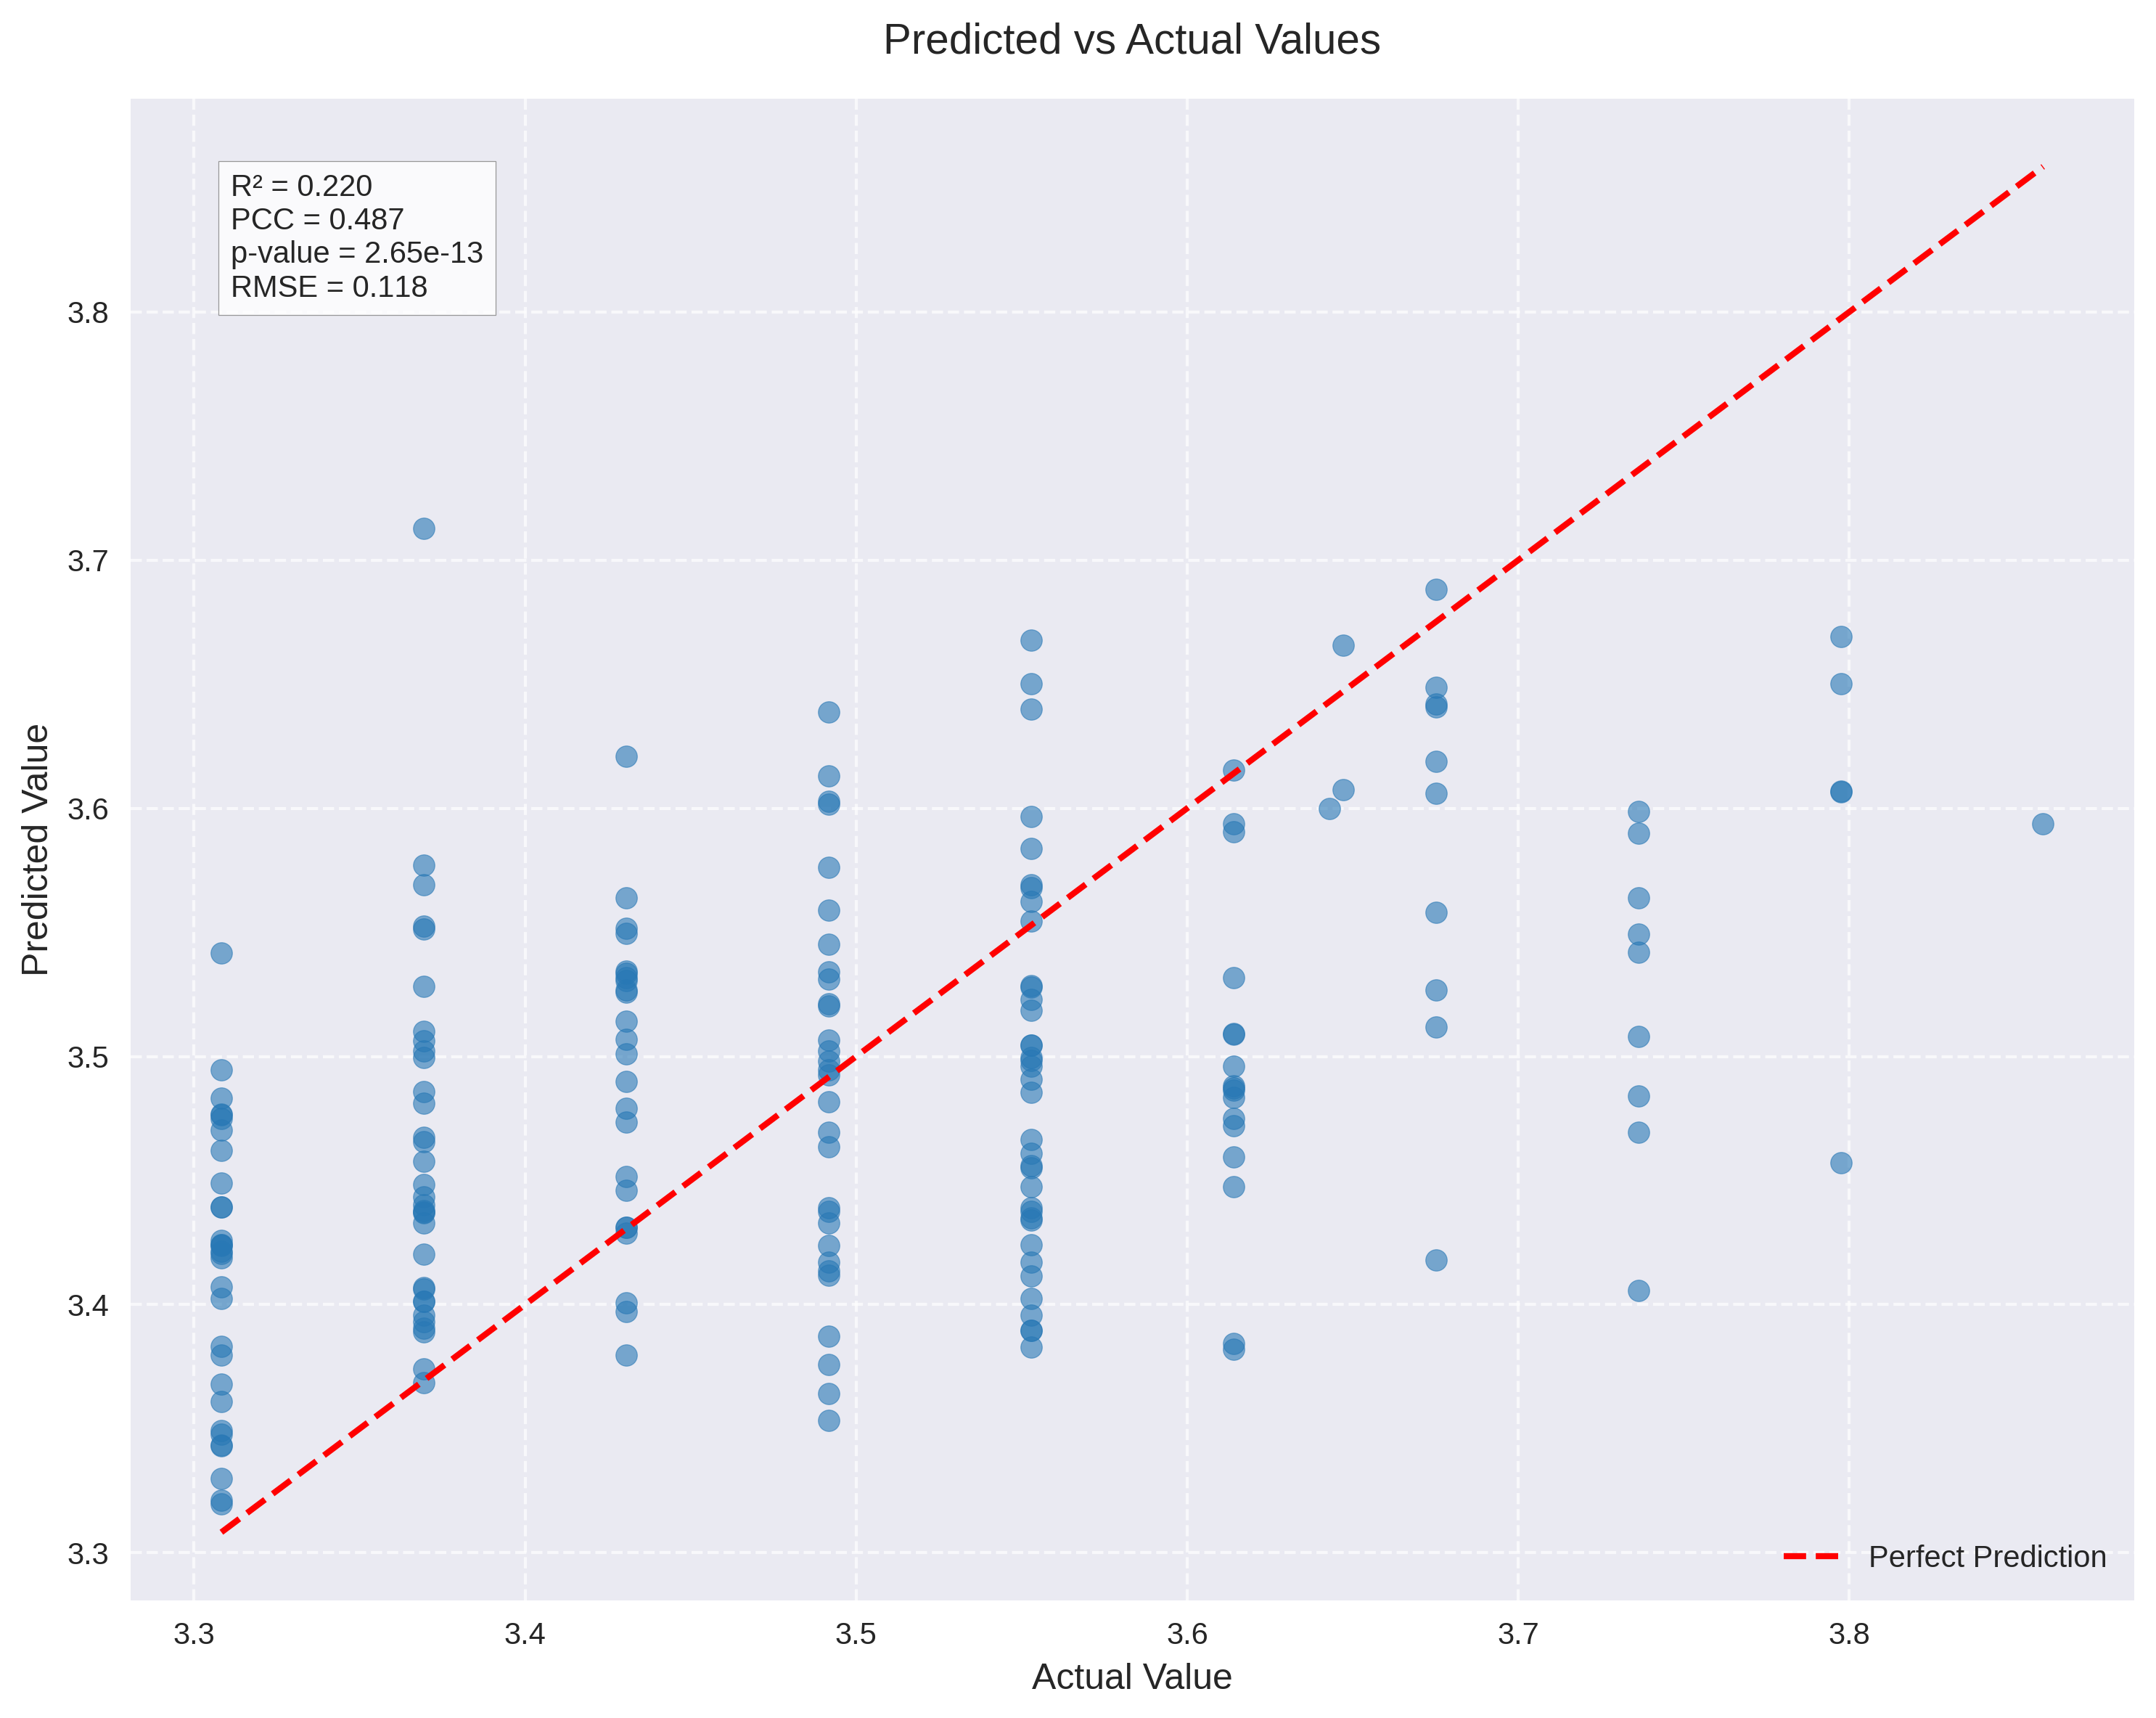 Predicted vs Actual Values
R² = 0.220
PCC = 0.487
p-value = 2.65e-13
RMSE = 0.118
3.8
3.7
3.6
3.5
3.4
3.3
Predicted Value
Perfect Prediction
3.3 3.4 3.5 3.6 3.7 3.8
Actual Value